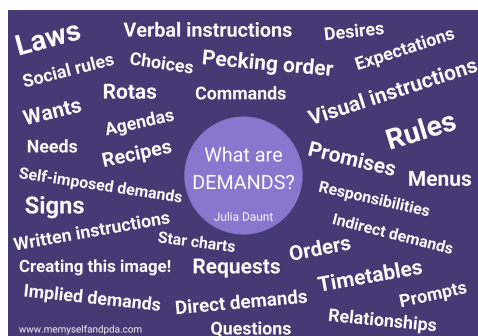 Laws
Verbal instructions
Desires
Social rules
Choices
Pecking order
Expectations
Rotas
Commands
Visual instructions
Wants
Agendas
Rules
Needs
Recipes
What are
DEMANDS?
Julia Daunt
Promises
Menus
Self-imposed demands
Responsibilities
Signs
Indirect demands
Written instructions
Star charts
Orders
Creating this image!
Requests
Timetables
Implied demands
Direct demands
Prompts
www.memyselfandpda.com
Questions
Relationships